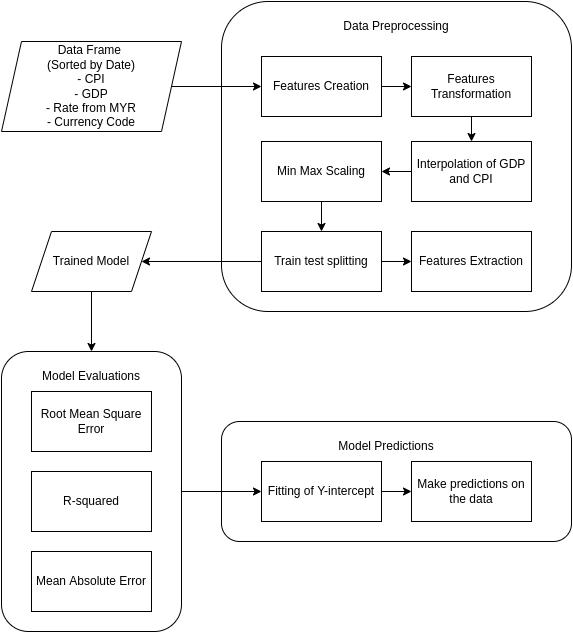 Data Frame
(Sorted by Date)
- CPI
- GDP
- Rate from MYR
- Currency Code
Data Preprocessing
Features Creation
Features
Transformation
Min Max Scaling
Interpolation of GDP
and CPI
Trained Model
Train test splitting
Features Extraction
Model Evaluations
Root Mean Square
Error
R-squared
Mean Absolute Error
Model Predictions
Fitting of Y-intercept
Make predictions on
the data